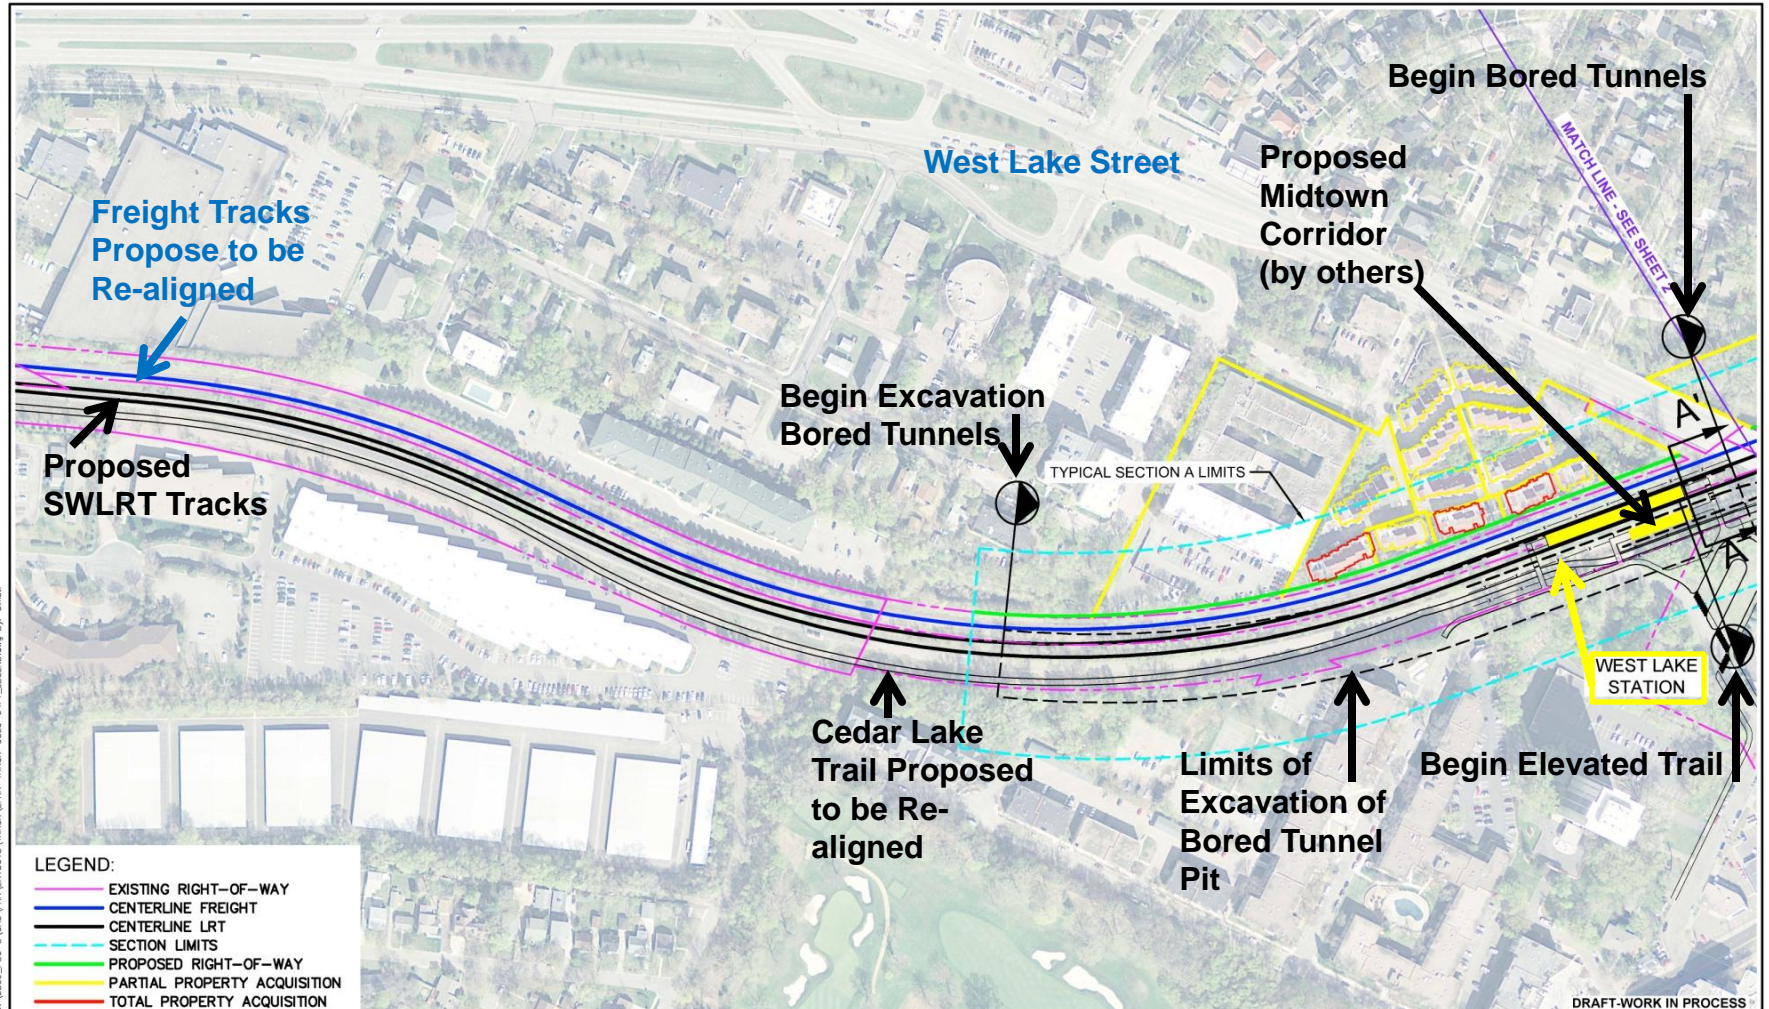 Begin Bored Tunnels
West Lake Street
Proposed
Midtown
Corridor
(by others)
MATCH LINE - SEE SHEET 2
Freight Tracks
Propose to be
Re-aligned
Begin Excavation
Bored Tunnels
A'
Proposed
SWLRT Tracks
TYPICAL SECTION A LIMITS
A
WEST LAKE
STATION
Cedar Lake
Trail Proposed
to be Re-
aligned
Limits of
Excavation of
Bored Tunnel
Pit
Begin Elevated Trail
LEGEND:
EXISTING RIGHT-OF-WAY
CENTERLINE FREIGHT
CENTERLINE LRT
SECTION LIMITS
PROPOSED RIGHT-OF-WAY
PARTIAL PROPERTY ACQUISITION
TOTAL PROPERTY ACQUISITION
DRAFT-WORK IN PROCESS